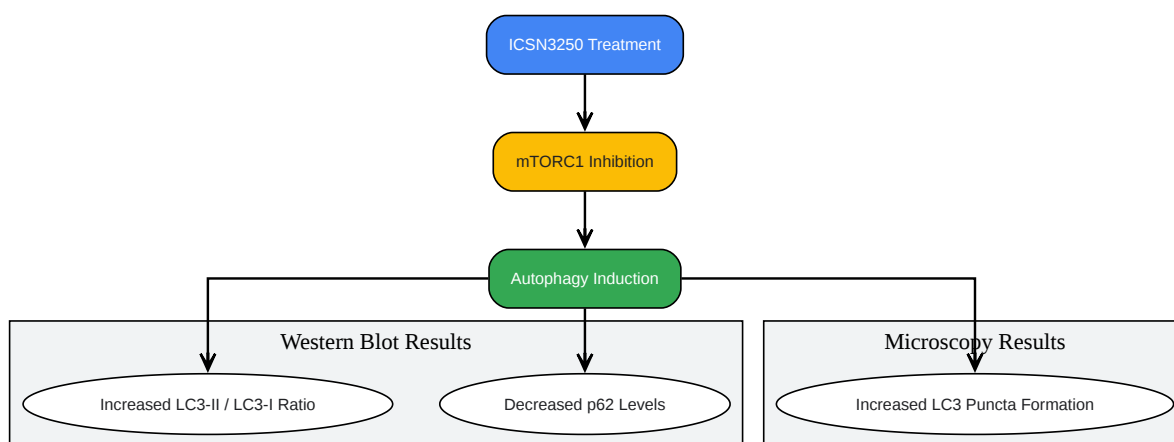 ICSN3250 Treatment
mTORC1 Inhibition
Autophagy Induction
Western Blot Results
Microscopy Results
Increased LC3-II / LC3-I Ratio
Decreased p62 Levels
Increased LC3 Puncta Formation